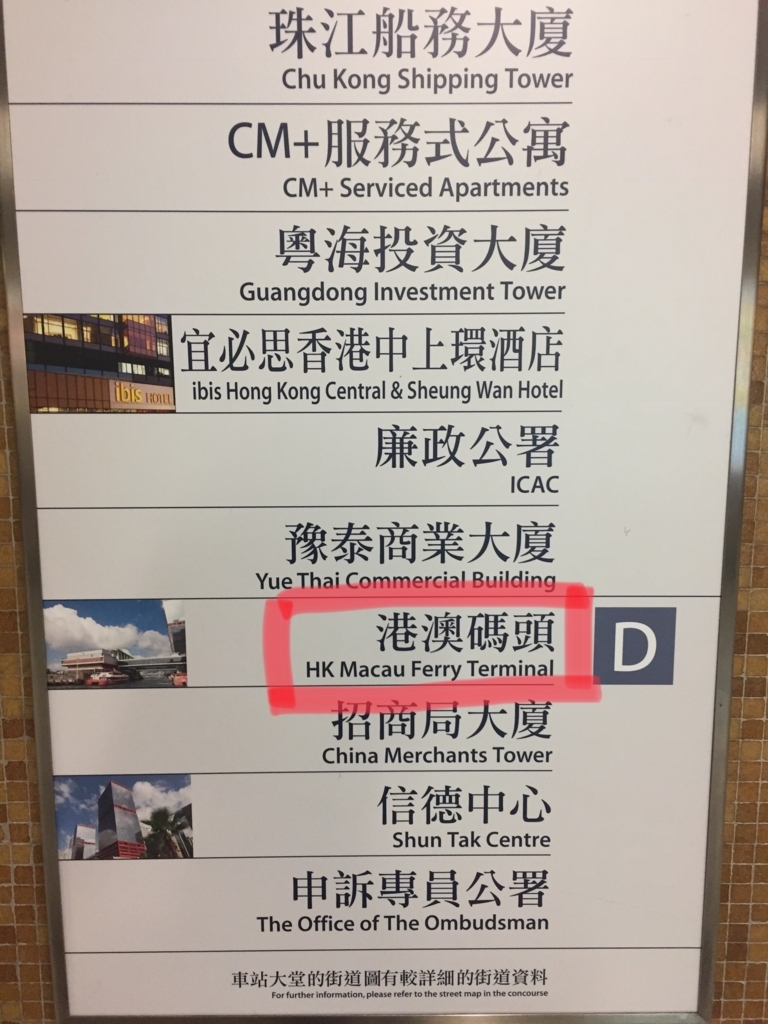 珠江船務大廈
Chu Kong Shipping Tower
CM+服務式公寓
CM+ Serviced Apartments
粵海投資大廈
Guangdong Investment Tower
宜必思香港中上環酒店
ibis Hong Kong Central & Sheung Wan Hotel
ibis HOTEL
廉政公署
ICAC
豫泰商業大廈
Yue Thai Commercial Building
港澳碼頭
HK Macau Ferry Terminal
D
招商局大廈
China Merchants Tower
信德中心
Shun Tak Centre
申訴專員公署
The Office of The Ombudsman
車站大堂的街道圖有較詳細的街道資料
For further information, please refer to the street map in the concourse